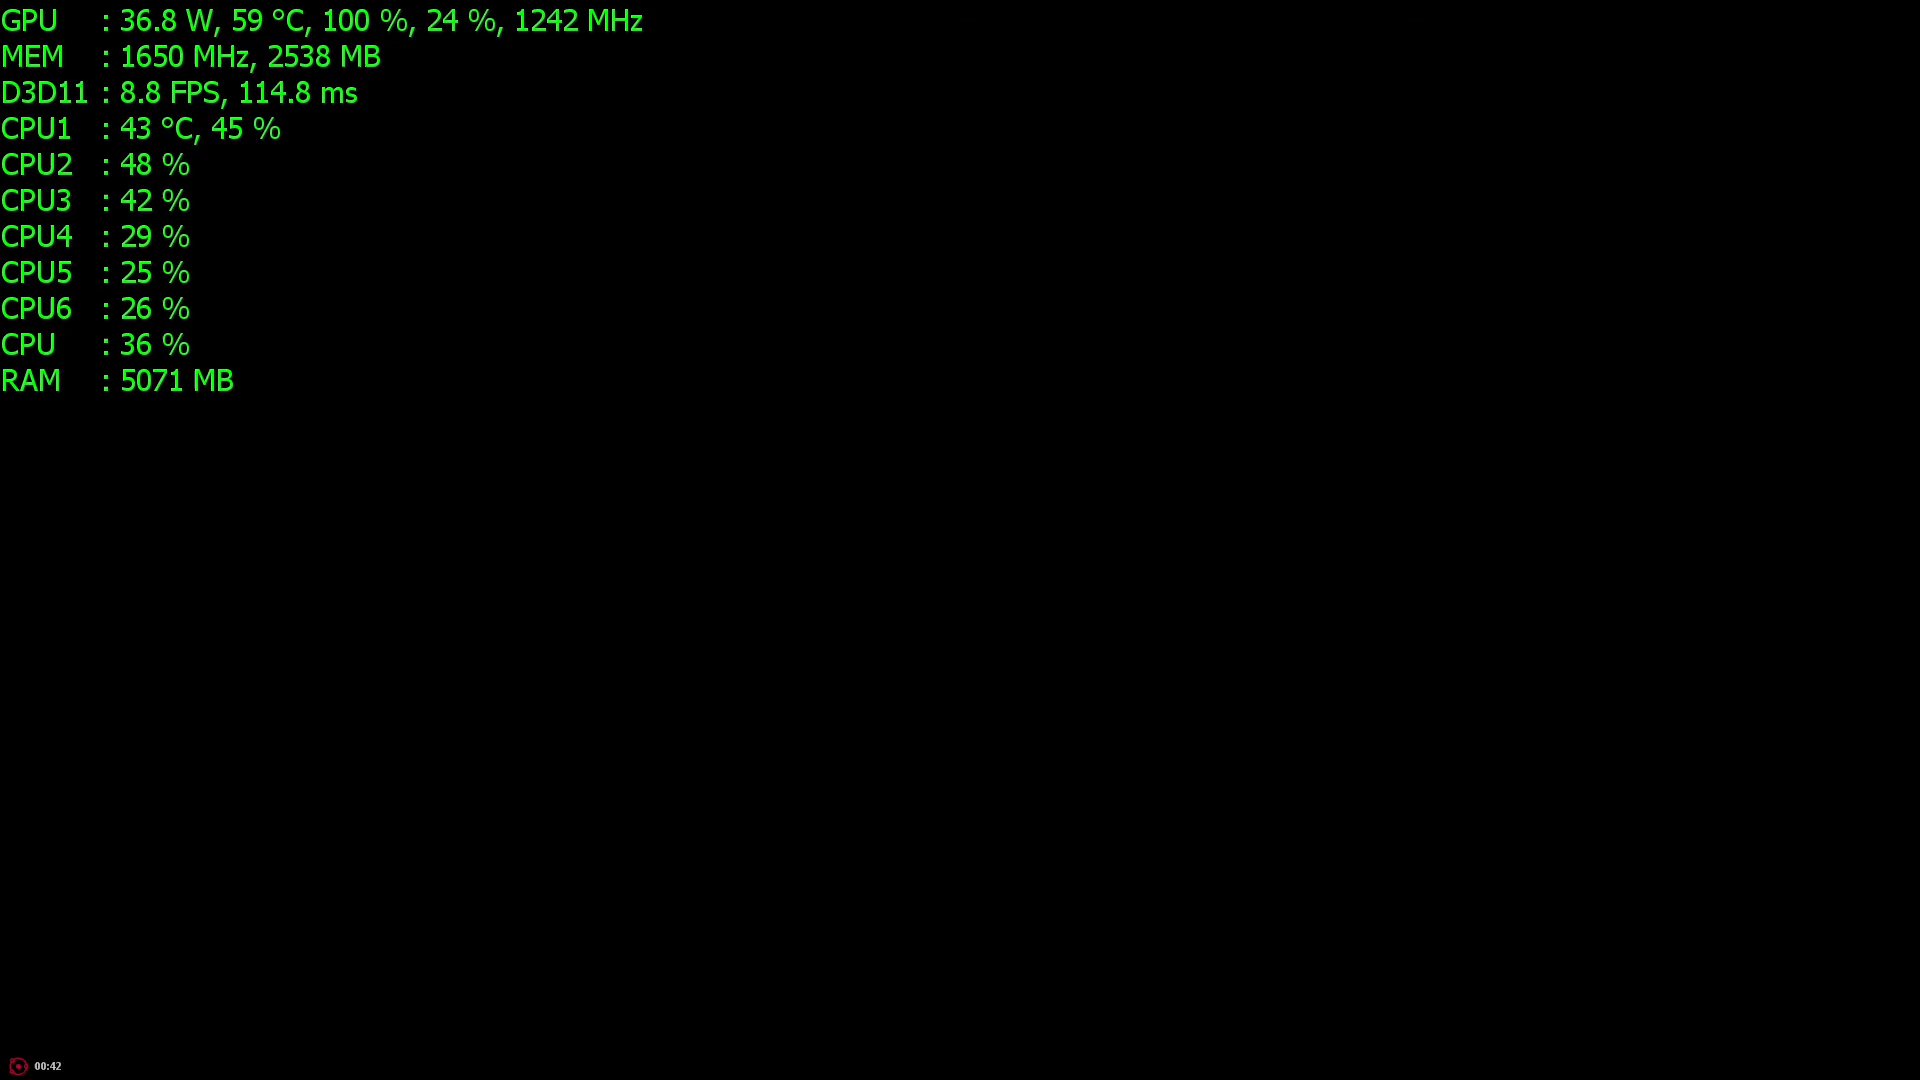 GPU : 36.8 W, 59 °C, 100 %, 24 %, 1242 MHz
MEM : 1650 MHz, 2538 MB
D3D11 : 8.8 FPS, 114.8 ms
CPU1 : 43 °C, 45 %
CPU2 : 48 %
CPU3 : 42 %
CPU4 : 29 %
CPU5 : 25 %
CPU6 : 26 %
CPU : 36 %
RAM : 5071 MB
00:42